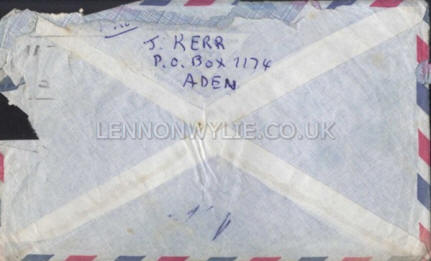 J. KERR
P.O. BOX 1174
ADEN
LENNONWYLIE.CO.UK